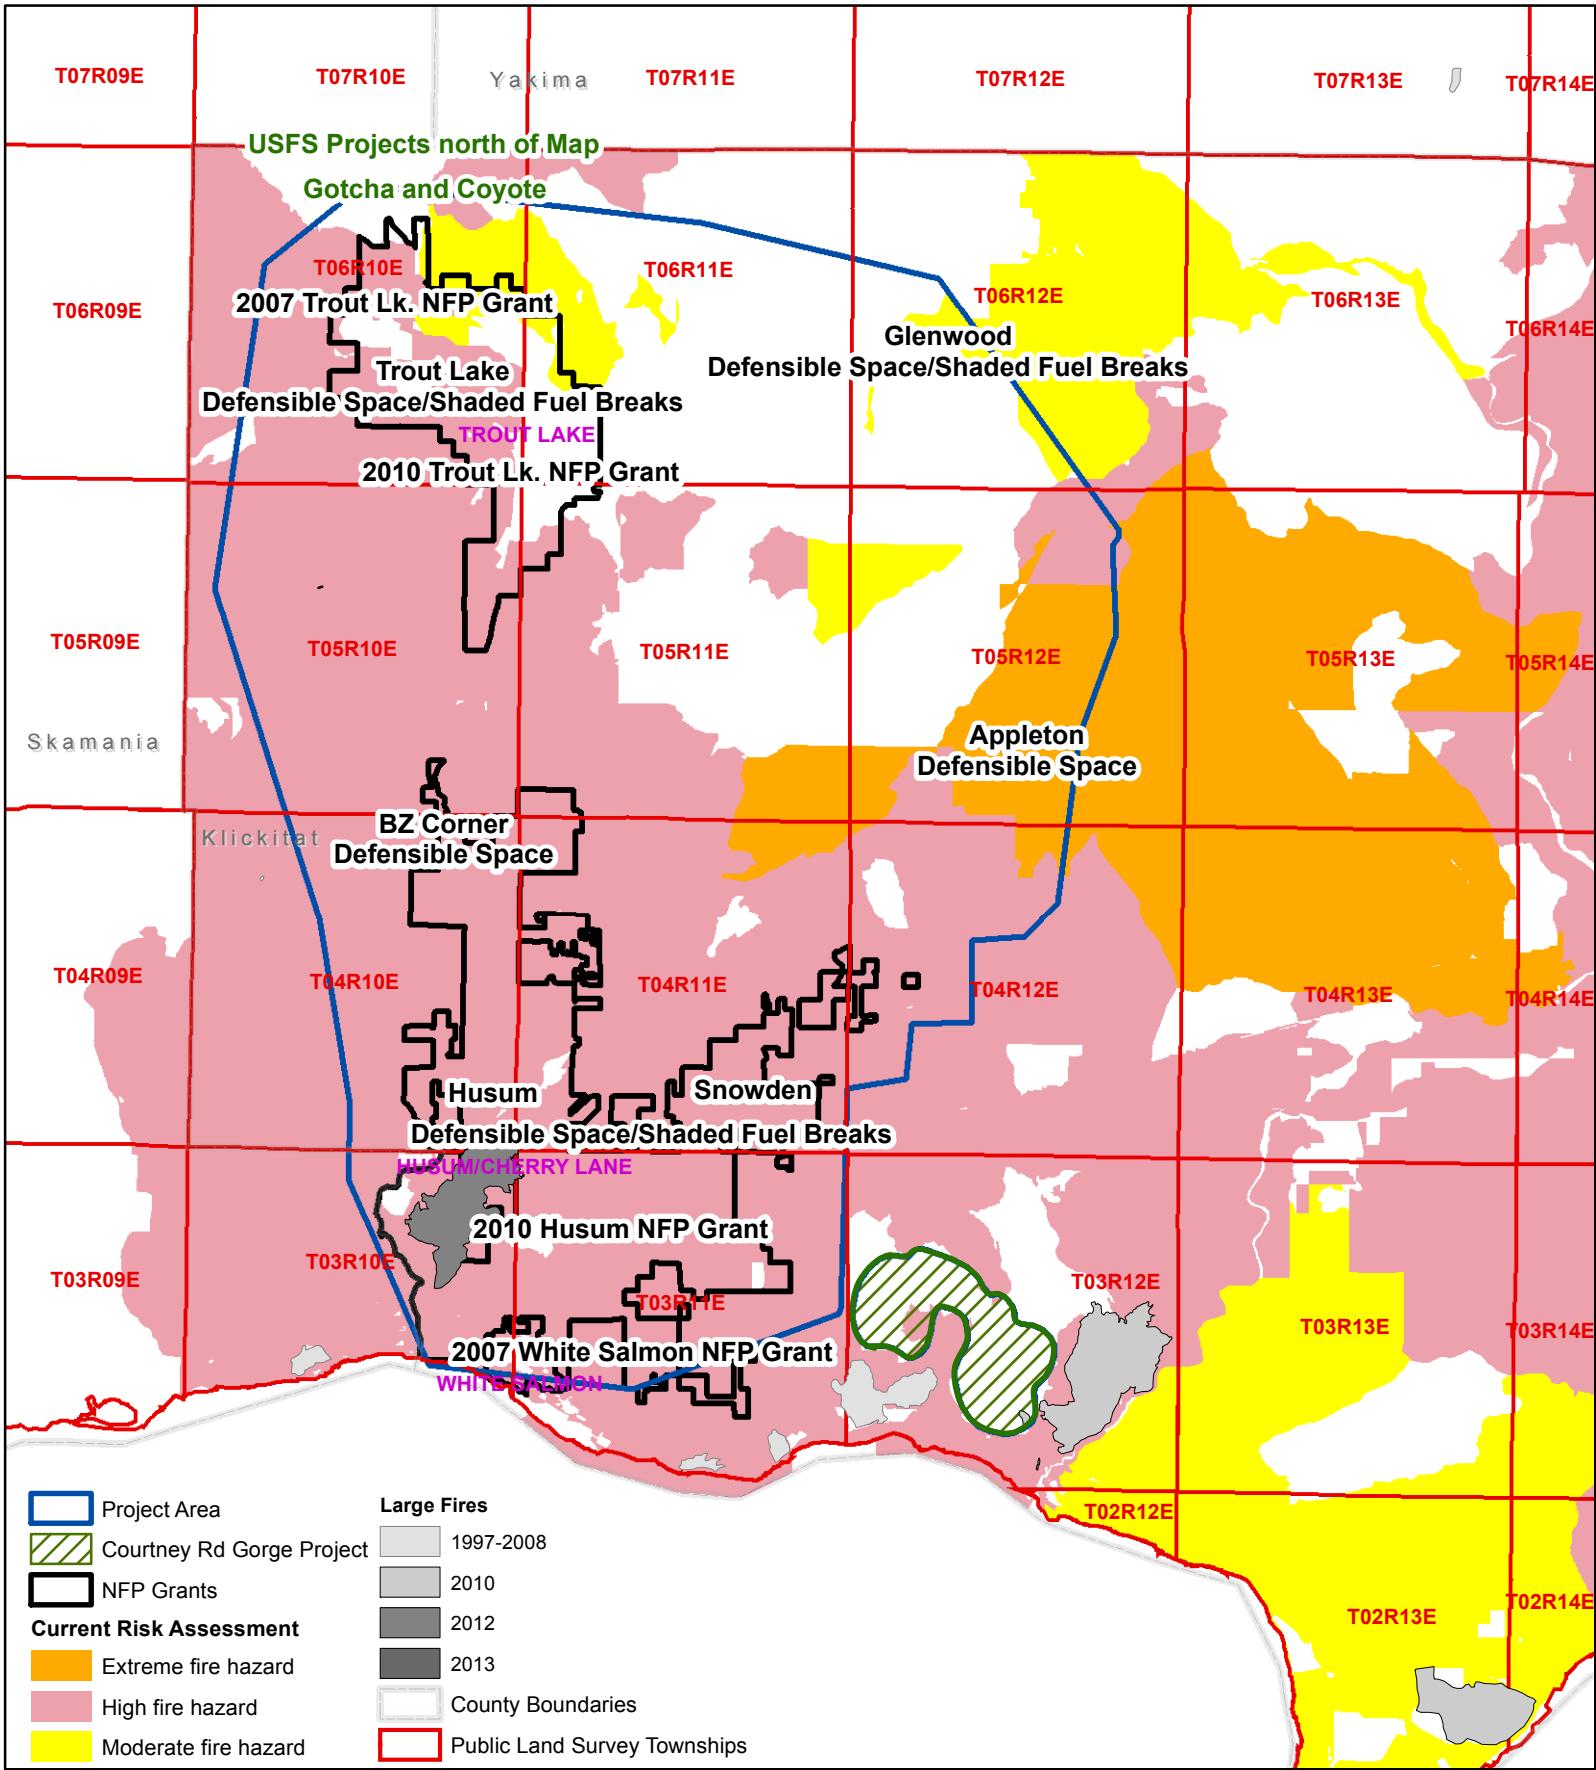 T07R09E
T07R10E
Yakima
T07R11E
T07R12E
T07R13E
T07R14E
USFS Projects north of Map
Gotcha and Coyote
T06R09E
T06R10E
T06R11E
T06R12E
T06R13E
T06R14E
2007 Trout Lk. NFP Grant
Glenwood
Defensible Space/Shaded Fuel Breaks
Trout Lake
Defensible Space/Shaded Fuel Breaks
TROUT LAKE
2010 Trout Lk. NFP Grant
T05R09E
T05R10E
T05R11E
T05R12E
T05R13E
T05R14E
Skamania
Appleton
Defensible Space
Klickitat
BZ Corner
Defensible Space
T04R09E
T04R10E
T04R11E
T04R12E
T04R13E
T04R14E
Husum
Snowden
Defensible Space/Shaded Fuel Breaks
HUSUM/CHERRY LANE
2010 Husum NFP Grant
T03R09E
T03R10E
T03R11E
T03R12E
T03R13E
T03R14E
2007 White Salmon NFP Grant
WHITE SALMON
T02R12E
T02R13E
T02R14E
Project Area
Courtney Rd Gorge Project
NFP Grants
Current Risk Assessment
Extreme fire hazard
High fire hazard
Moderate fire hazard
Large Fires
1997-2008
2010
2012
2013
County Boundaries
Public Land Survey Townships